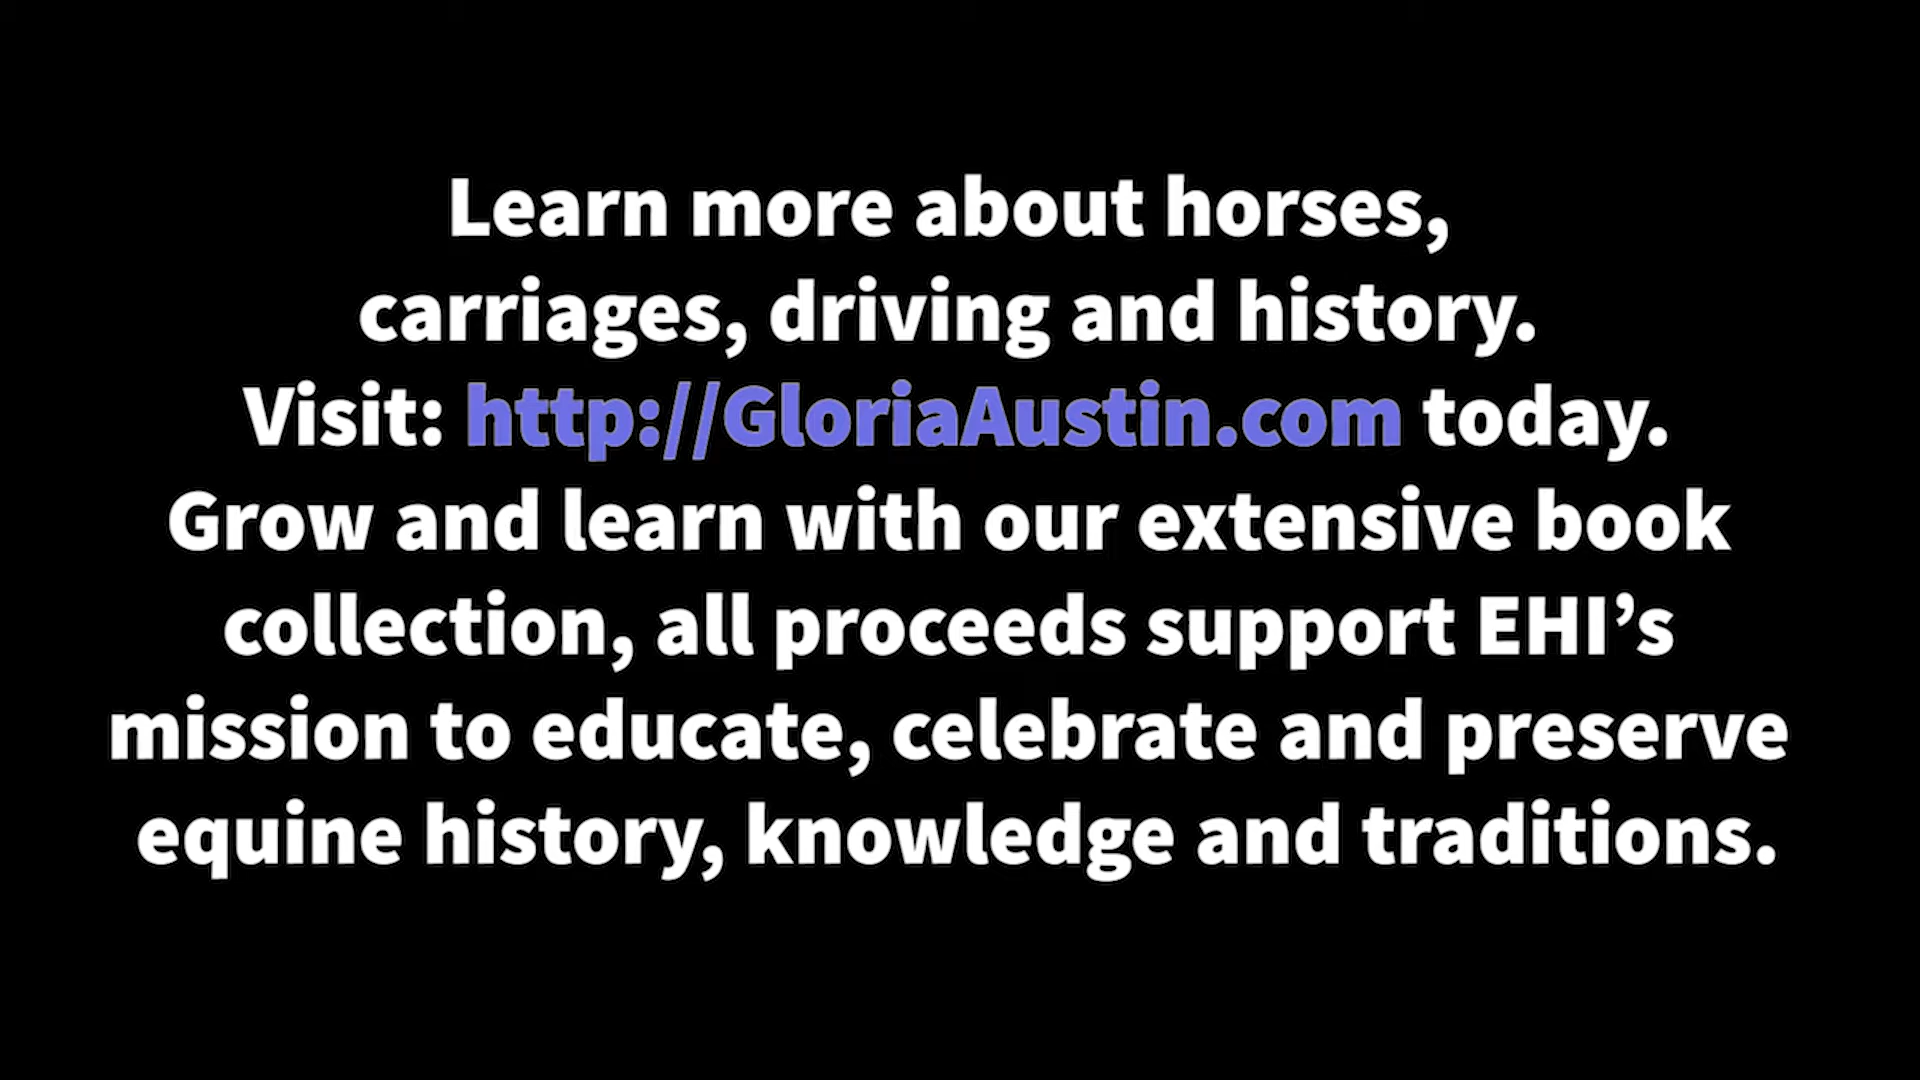 Learn more about horses,
carriages, driving and history.
Visit: http://GloriaAustin.com today.
Grow and learn with our extensive book
collection, all proceeds support EHI’s
mission to educate, celebrate and preserve
equine history, knowledge and traditions.